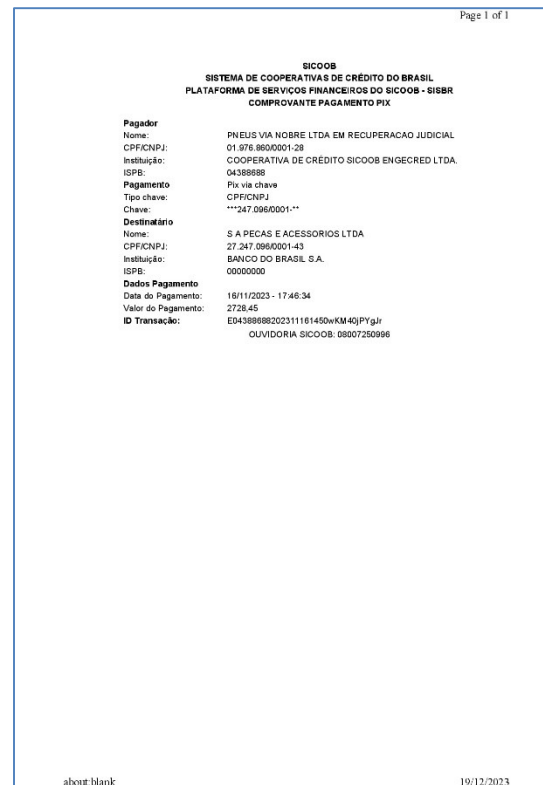 Page 1 of 1
SICOOB
SISTEMA DE COOPERATIVAS DE CRÉDITO DO BRASIL
PLATAFORMA DE SERVIÇOS FINANCEIROS DO SICOOB - SISBR
COMPROVANTE PAGAMENTO PIX
Pagador
Nome: PNEUS VIA NOBRE LTDA EM RECUPERACAO JUDICIAL
CPF/CNPJ: 01.976.860/0001-28
Instituição: COOPERATIVA DE CRÉDITO SICOOB ENGECRED LTDA.
ISPB: 04388688
Pagamento Pix via chave
Tipo chave: CPF/CNPJ
Chave: ***247.096/0001-**
Destinatário
Nome: S A PECAS E ACESSORIOS LTDA
CPF/CNPJ: 27.247.096/0001-43
Instituição: BANCO DO BRASIL S.A.
ISPB: 00000000
Dados Pagamento
Data do Pagamento: 16/11/2023 - 17:46:34
Valor do Pagamento: 2728,45
ID Transação: E04388688202311161450wKM40jPYgJr
OUVIDORIA SICOOB: 08007250996
about:blank 19/12/2023